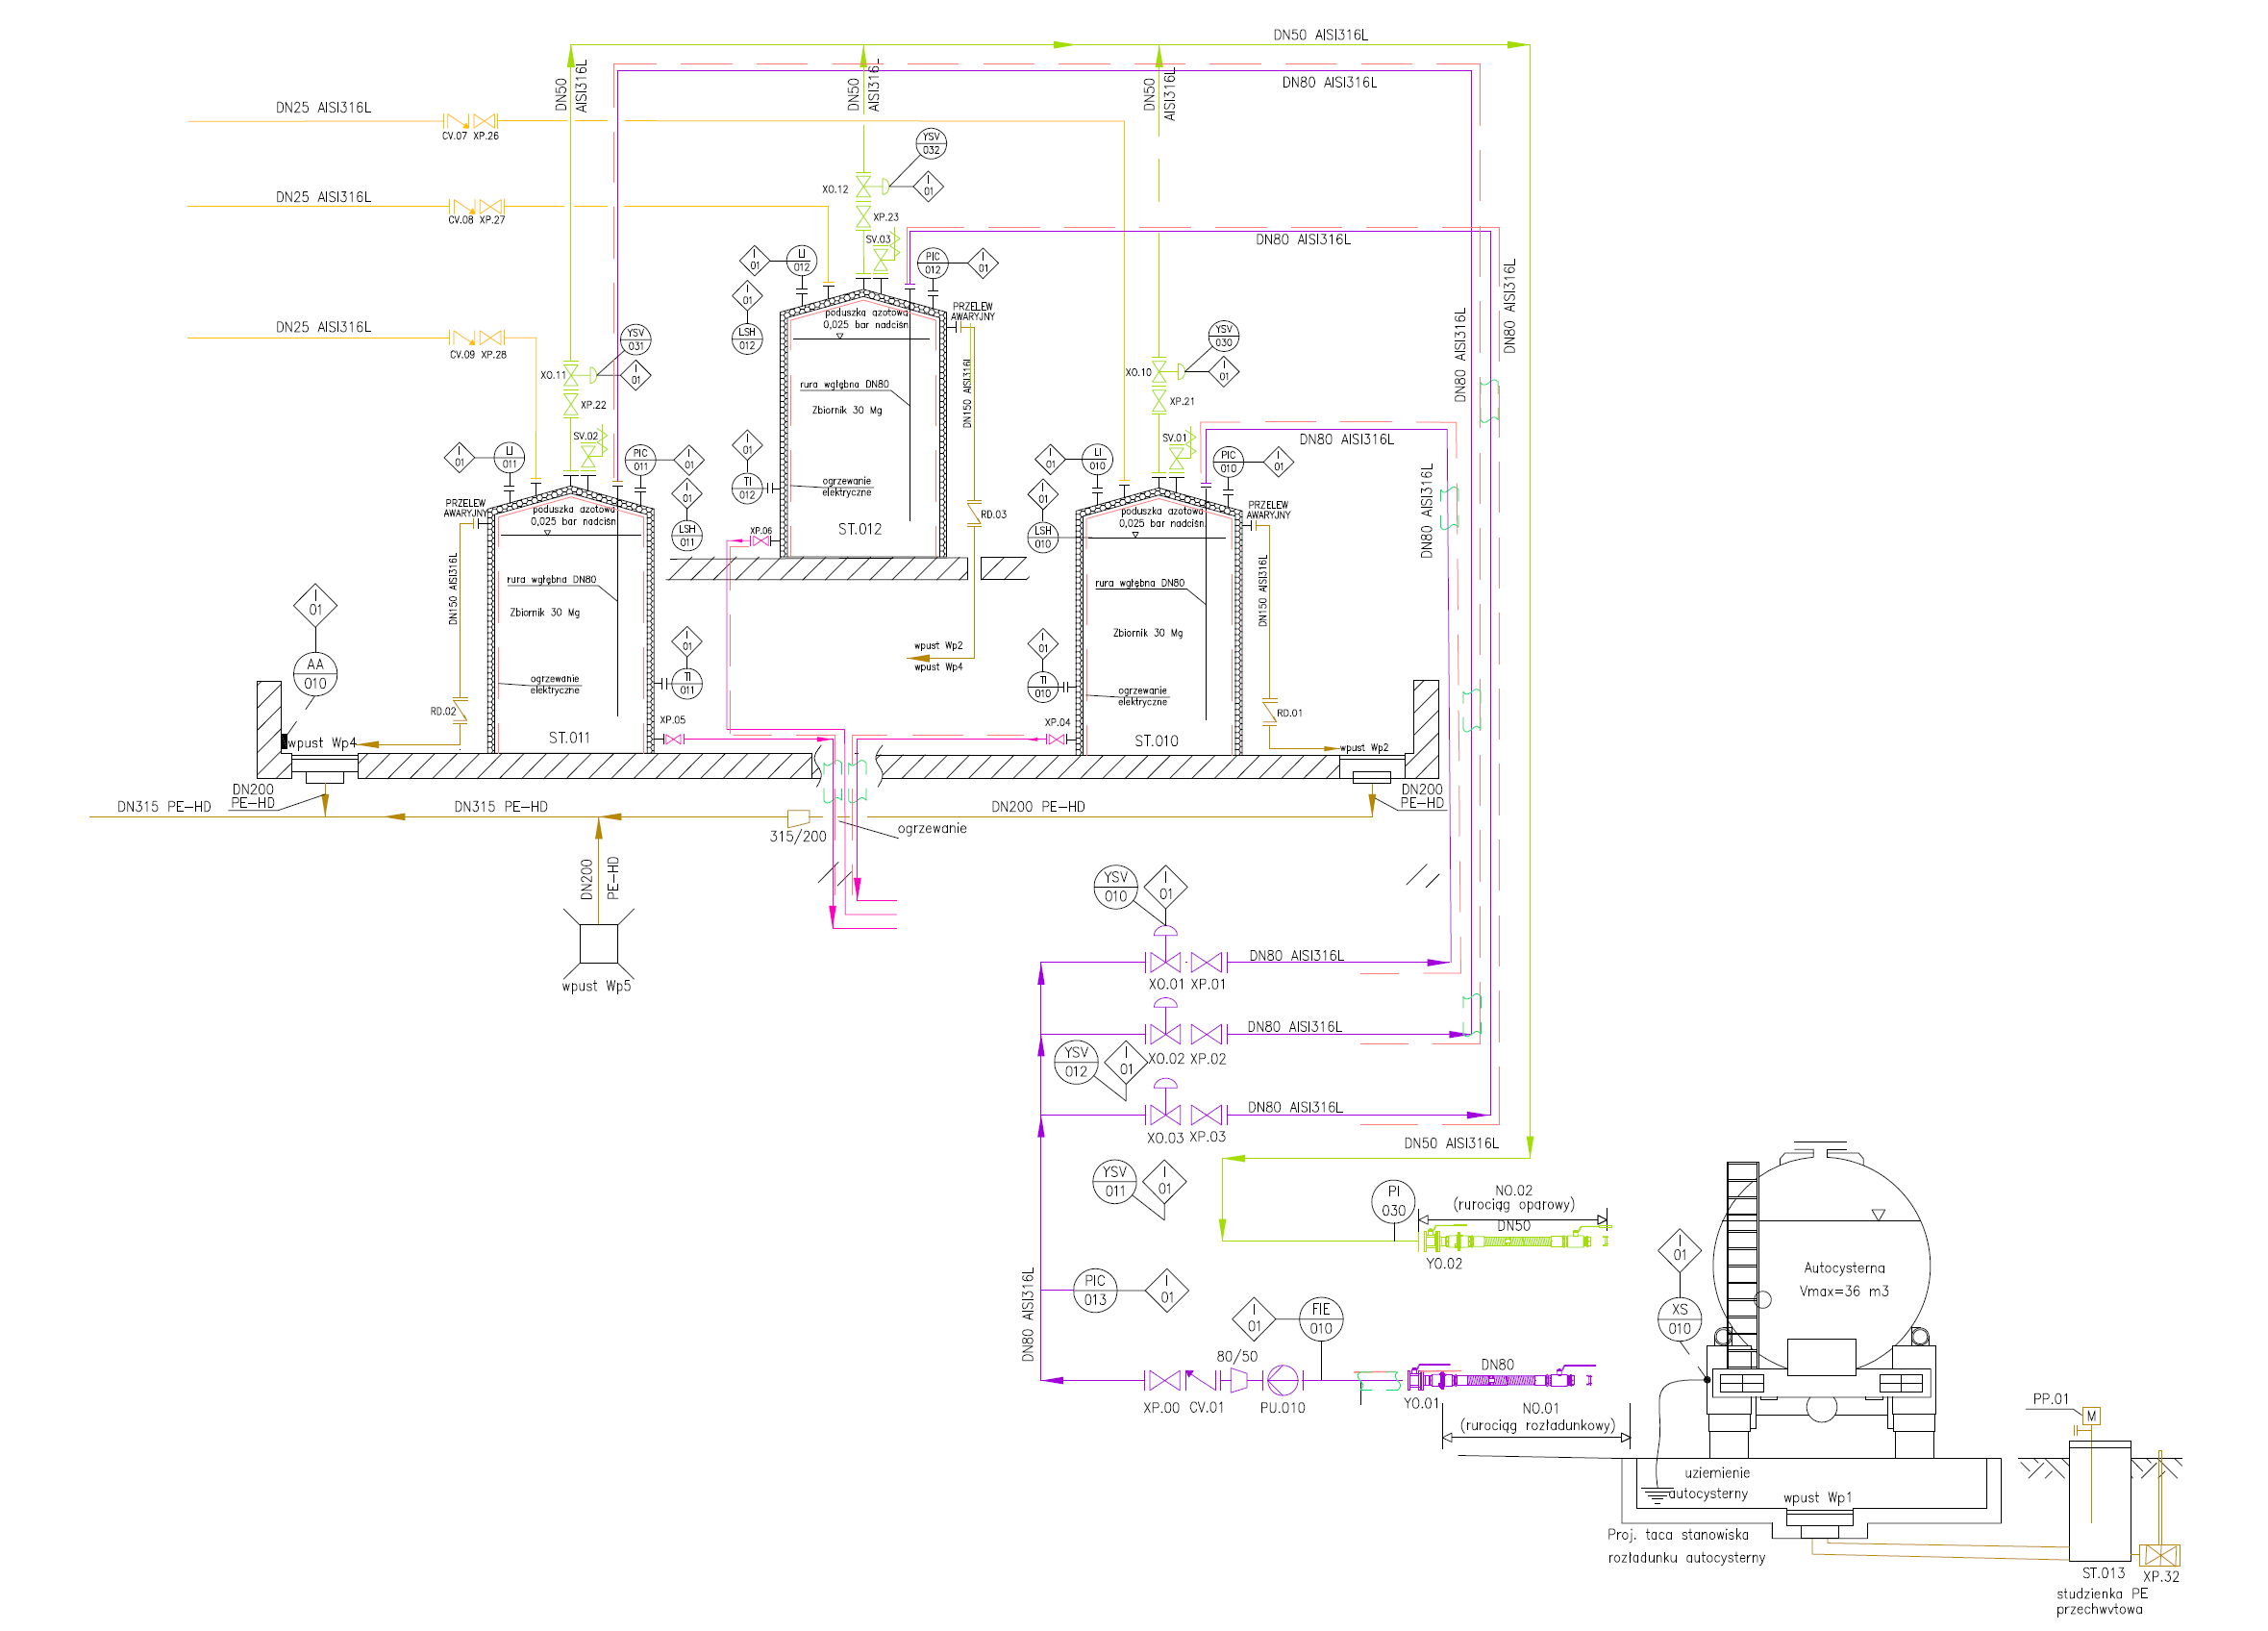 DN50 AISI316L
DN80 AISI316L
DN50
AISI316L
DN50
AISI316L
DN50
AISI316L
DN25 AISI316L
CV.07 XP.26
YSV
032
I
01
XO.12
XP.23
DN25 AISI316L
CV.08 XP.27
SV.03
DN80 AISI316L
I
01
LI
012
PIC
012
I
01
I
01
LSH
012
poduszka azotowa
0,025 bar nadciśn.
PRZELEW
AWARYJNY
DN25 AISI316L
CV.09 XP.28
YSV
031
I
01
XO.11
XP.22
YSV
030
I
01
XO.10
XP.21
DN80 AISI316L
DN80 AISI316L
rura wgłębna DN80
Zbiornik 30 Mg
DN150 AISI316L
SV.02
SV.01
DN80 AISI316L
I
01
LI
011
PIC
011
I
01
I
01
TI
012
ogrzewanie
elektryczne
ST.012
RD.03
I
01
LI
010
PIC
010
I
01
DN80 AISI316L
PRZELEW
AWARYJNY
poduszka azotowa
0,025 bar nadciśn.
I
01
LSH
011
XP.06
I
01
LSH
010
poduszka azotowa
0,025 bar nadciśn.
PRZELEW
AWARYJNY
DN150 AISI316L
rura wgłębna DN80
Zbiornik 30 Mg
rura wgłębna DN80
Zbiornik 30 Mg
DN150 AISI316L
I
01
AA
010
I
01
TI
011
wpust Wp2
wpust Wp4
I
01
TI
010
ogrzewanie
elektryczne
ogrzewanie
elektryczne
RD.02
XP.05
XP.04
RD.01
ST.011
ST.010
wpust Wp4
wpust Wp2
DN200
PE-HD
DN200
PE-HD
DN315 PE-HD
DN315 PE-HD
DN200 PE-HD
315/200
ogrzewanie
DN200
PE-HD
wpust Wp5
YSV
010
I
01
DN80 AISI316L
XO.01 XP.01
DN80 AISI316L
XO.02 XP.02
YSV
012
I
01
DN80 AISI316L
XO.03 XP.03
DN50 AISI316L
YSV
011
I
01
PI
030
NO.02
(rurociąg oparowy)
DN50
YO.02
DN80 AISI316L
PIC
013
I
01
I
01
FIE
010
80/50
XP.00 CV.01
PU.010
DN80
YO.01
NO.01
(rurociąg rozładunkowy)
I
01
XS
010
Autocysterna
Vmax=36 m3
PP.01
M
uziemienie
autocysterny
wpust Wp1
Proj. taca stanowiska
rozładunku autocysterny
ST.013
XP.32
studzienka PE
przechwytowa